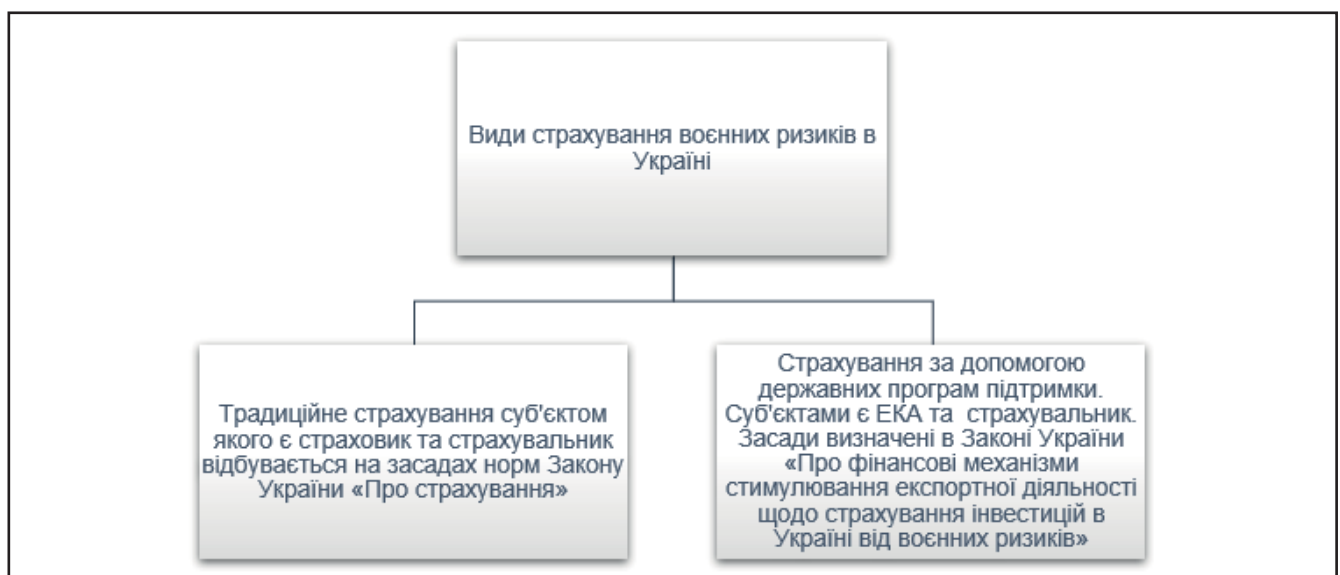 Види страхування воєнних ризиків в
Україні
Традиційне страхування суб'єктом
якого є страховик та страхувальник
відбувається на засадах норм Закону
України «Про страхування»
Страхування за допомогою
державних програм підтримки.
Суб'єктами є ЕКА та страхувальник.
Засади визначені в Законі України
«Про фінансові механізми
стимулювання експортної діяльності
щодо страхування інвестицій в
Україні від воєнних ризиків»